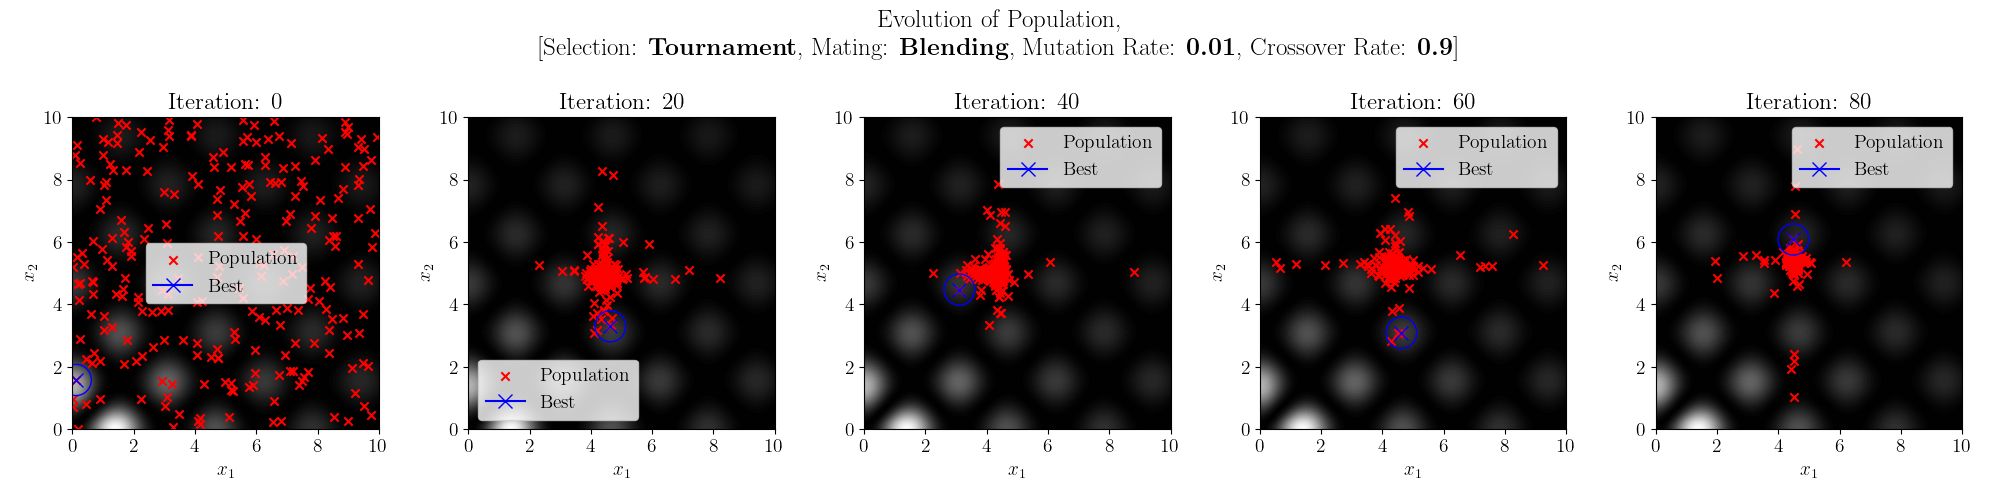 Evolution of Population,
[Selection: Tournament, Mating: Blending, Mutation Rate: 0.01, Crossover Rate: 0.9]
Iteration: 0
10
8
6
4
2
0
x2
0 2 4 6 8 10
x1
Population
Best
Iteration: 20
10
8
6
4
2
0
x2
0 2 4 6 8 10
x1
Population
Best
Iteration: 40
10
8
6
4
2
0
x2
0 2 4 6 8 10
x1
Population
Best
Iteration: 60
10
8
6
4
2
0
x2
0 2 4 6 8 10
x1
Population
Best
Iteration: 80
10
8
6
4
2
0
x2
0 2 4 6 8 10
x1
Population
Best